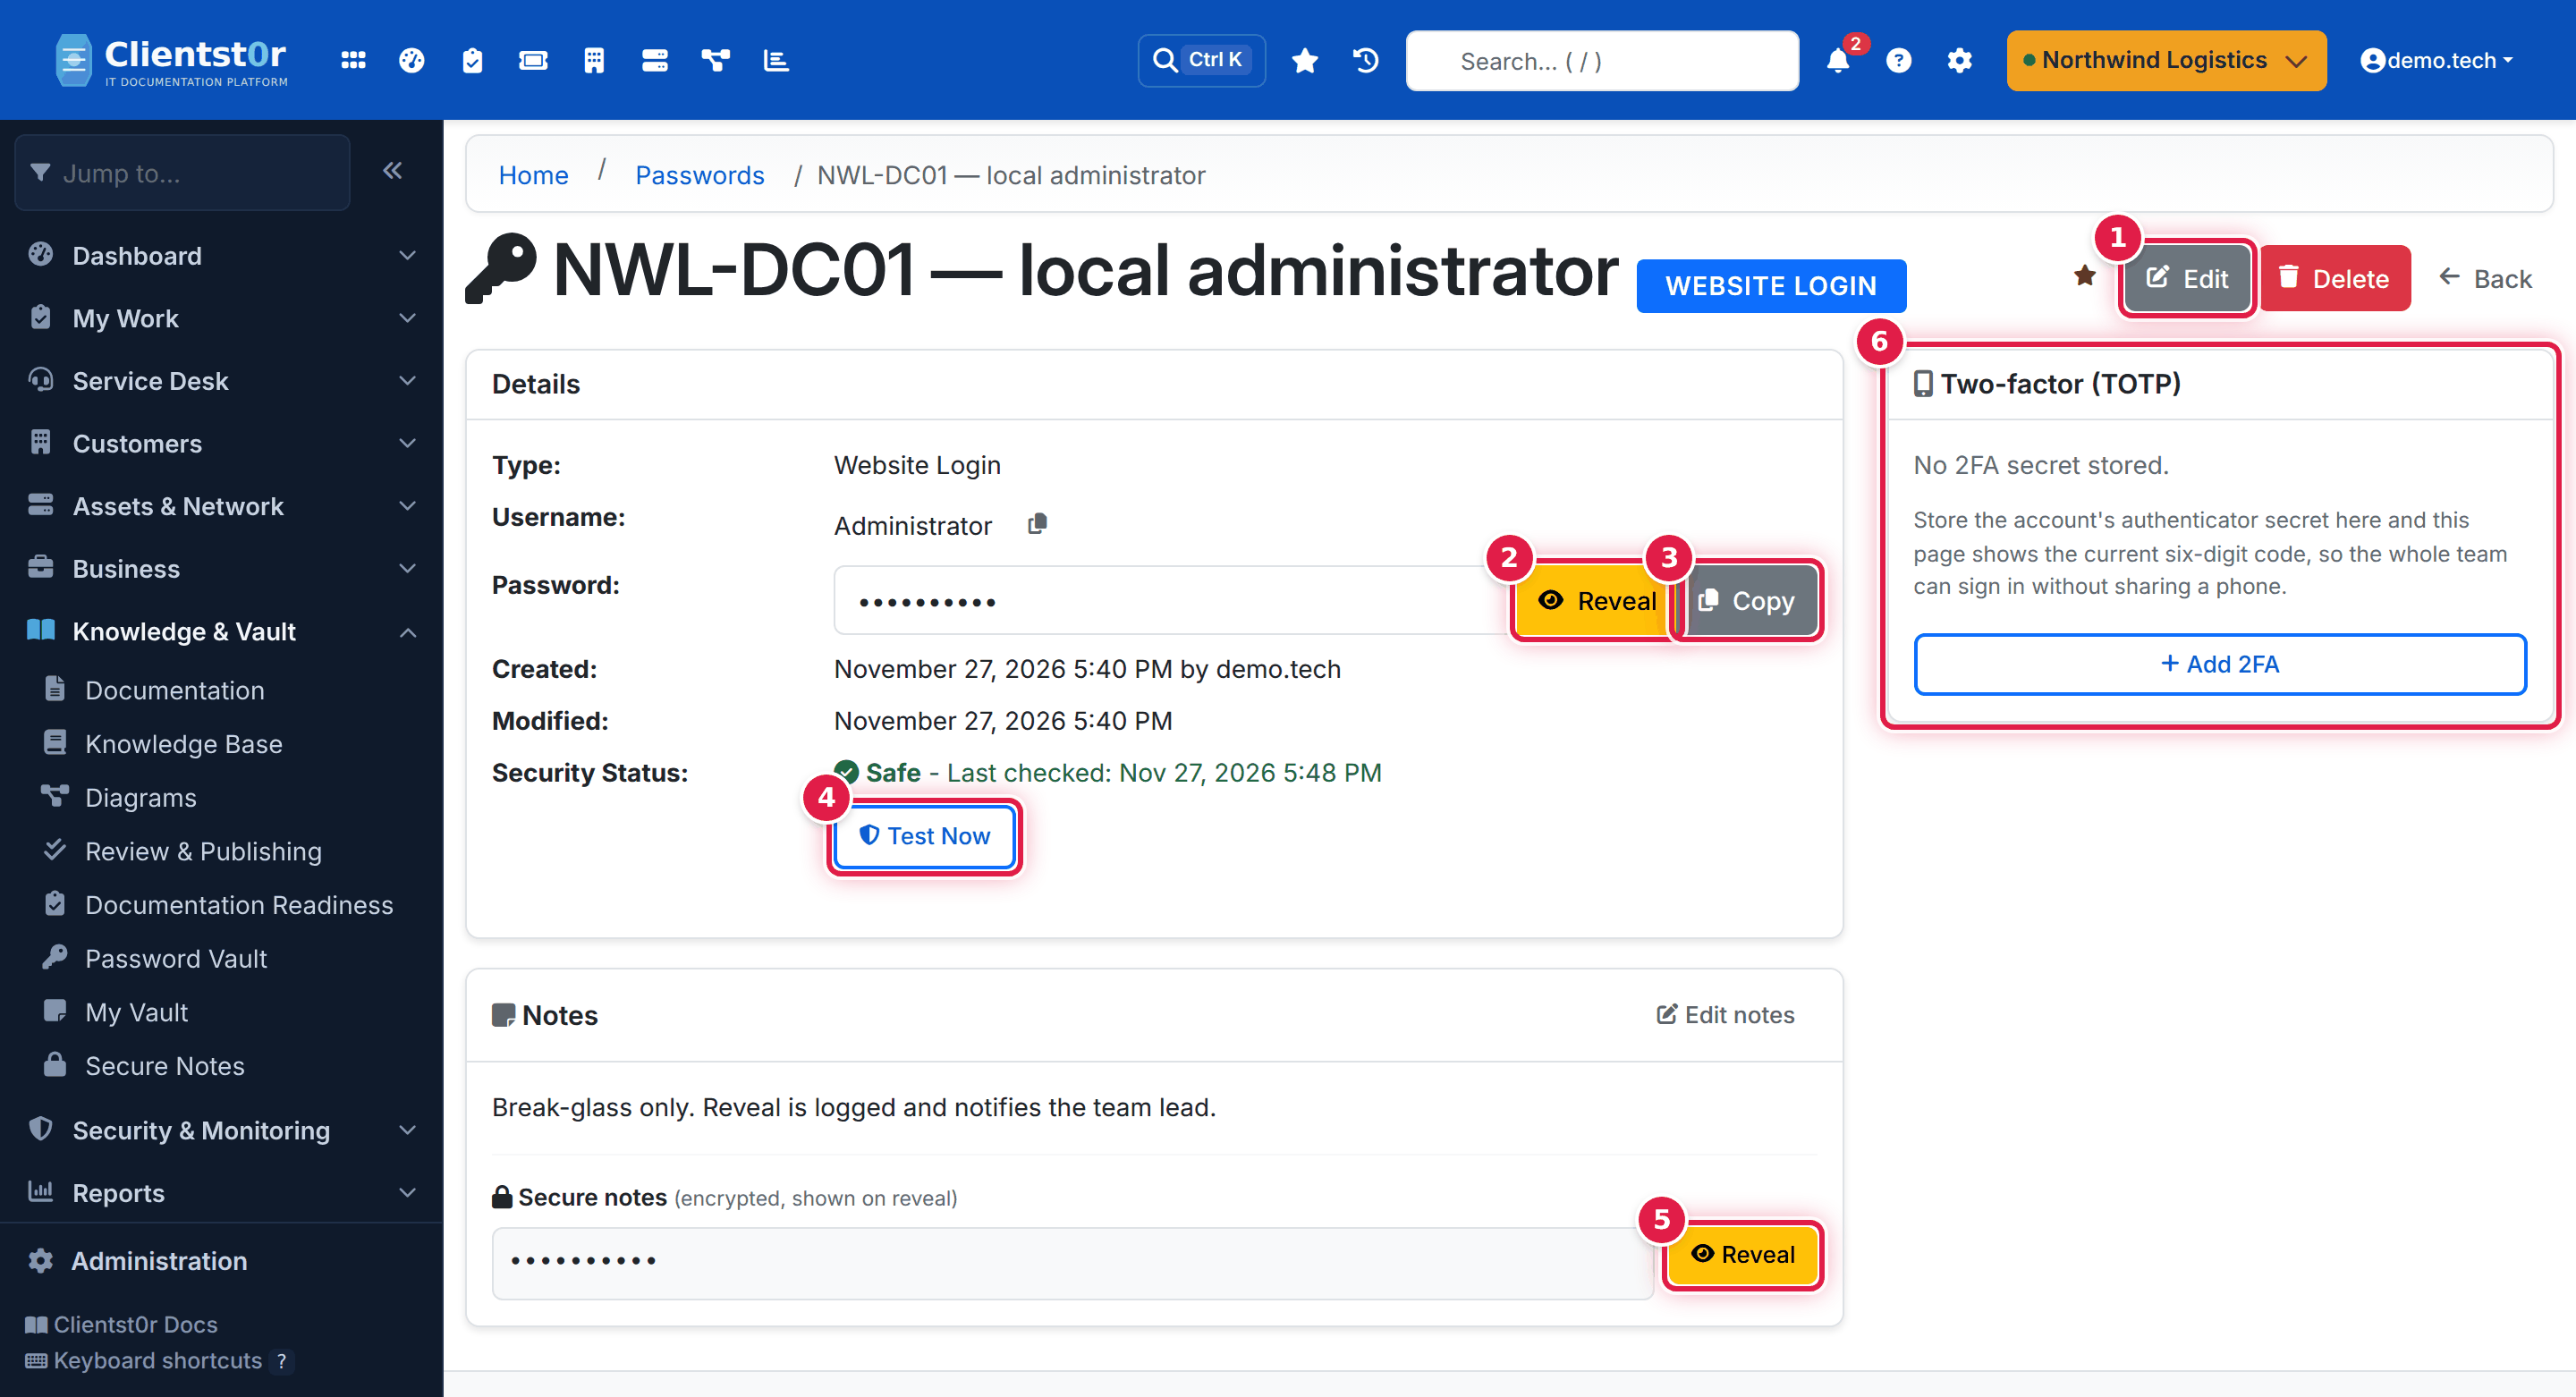 Clientst0r
IT DOCUMENTATION PLATFORM
Ctrl K
Search... ( / )
2
?
Northwind Logistics
demo.tech
Jump to...
Dashboard
My Work
Service Desk
Customers
Assets & Network
Business
Knowledge & Vault
Documentation
Knowledge Base
Diagrams
Review & Publishing
Documentation Readiness
Password Vault
My Vault
Secure Notes
Security & Monitoring
Reports
Administration
Clientst0r Docs
Keyboard shortcuts ?
Home / Passwords / NWL-DC01 — local administrator
NWL-DC01 — local administrator
WEBSITE LOGIN
1
Edit
Delete
Back
Details
Type: Website Login
Username: Administrator
Password: ••••••••••
2
Reveal
3
Copy
Created: November 27, 2026 5:40 PM by demo.tech
Modified: November 27, 2026 5:40 PM
Security Status: Safe - Last checked: Nov 27, 2026 5:48 PM
4
Test Now
Notes
Edit notes
Break-glass only. Reveal is logged and notifies the team lead.
Secure notes (encrypted, shown on reveal)
••••••••••
5
Reveal
6
Two-factor (TOTP)
No 2FA secret stored.
Store the account's authenticator secret here and this
page shows the current six-digit code, so the whole team
can sign in without sharing a phone.
+ Add 2FA